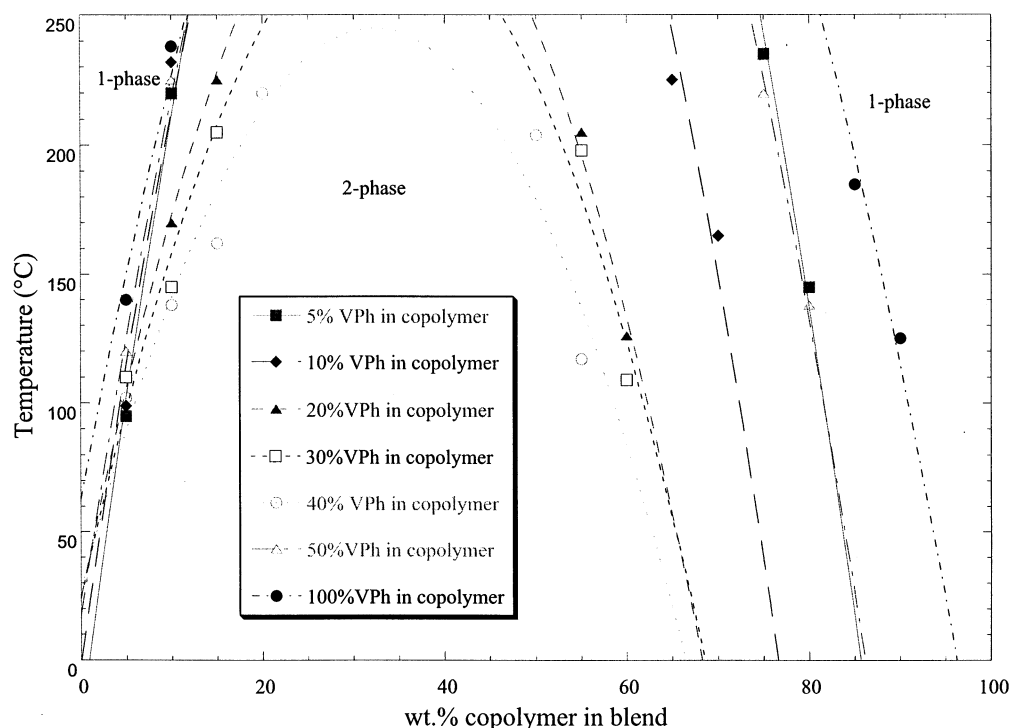 250
200
150
100
50
0
Temperature (°C)
1-phase
1-phase
2-phase
5% VPh in copolymer
10% VPh in copolymer
20%VPh in copolymer
30%VPh in copolymer
40% VPh in copolymer
50%VPh in copolymer
100%VPh in copolymer
0 20 40 60 80 100
wt.% copolymer in blend